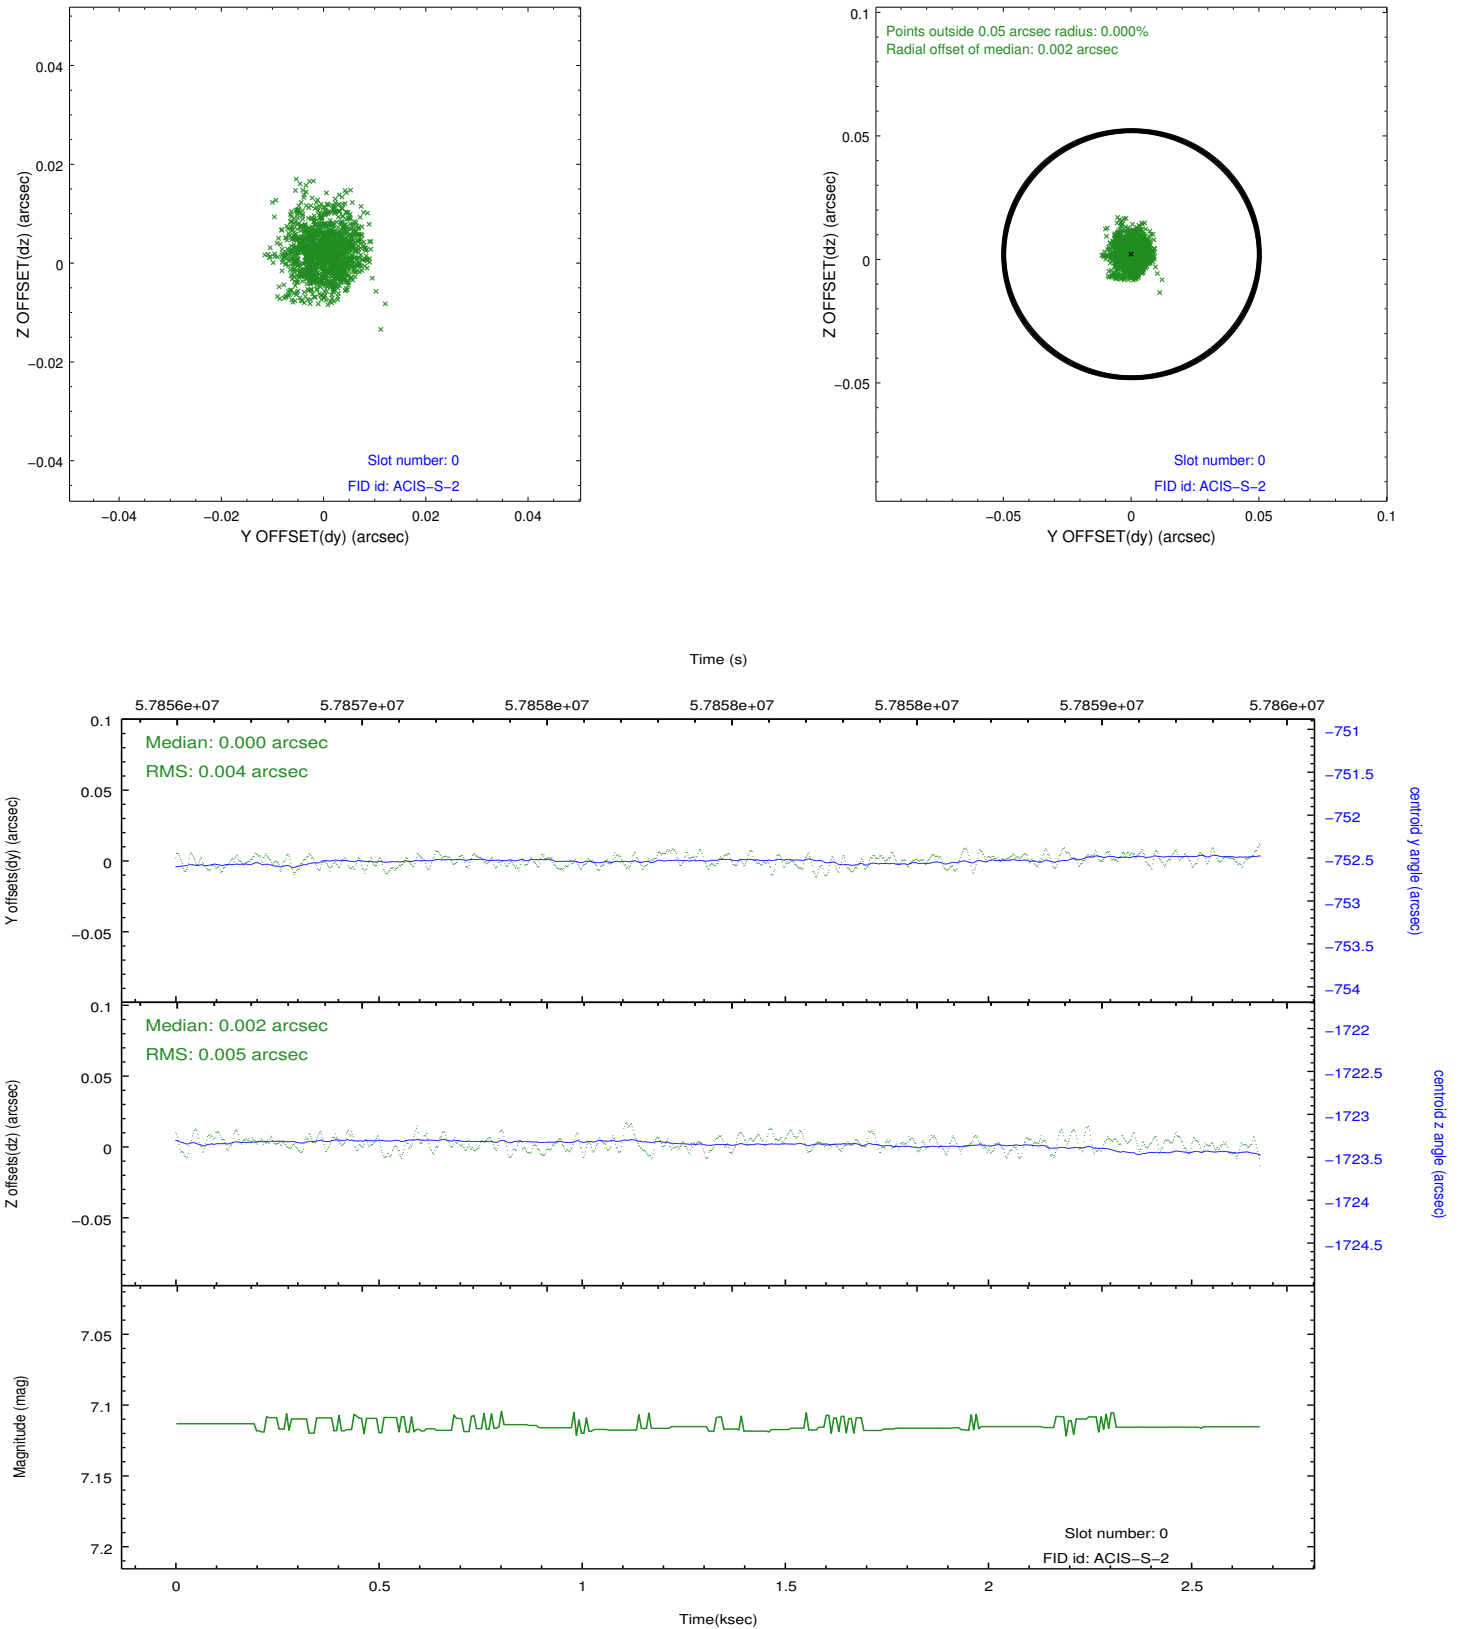 0.04
0.02
0
−0.02
−0.04
Z OFFSET(dz) (arcsec)
Slot number: 0
FID id: ACIS−S−2
−0.04
−0.02
0
0.02
0.04
Y OFFSET(dy) (arcsec)
0.1
0.05
0
−0.05
Z OFFSET(dz) (arcsec)
Points outside 0.05 arcsec radius: 0.000%
Radial offset of median: 0.002 arcsec
Slot number: 0
FID id: ACIS−S−2
−0.05
0
0.05
0.1
Y OFFSET(dy) (arcsec)
Time (s)
5.7856e+07
5.7857e+07
5.7858e+07
5.7858e+07
5.7858e+07
5.7859e+07
5.786e+07
0.1
0.05
0
−0.05
Y offsets(dy) (arcsec)
Median: 0.000 arcsec
RMS: 0.004 arcsec
−751
−751.5
−752
−752.5
−753
−753.5
−754
centroid y angle (arcsec)
0.1
0.05
0
−0.05
Z offsets(dz) (arcsec)
Median: 0.002 arcsec
RMS: 0.005 arcsec
−1722
−1722.5
−1723
−1723.5
−1724
−1724.5
centroid z angle (arcsec)
7.05
7.1
7.15
7.2
Magnitude (mag)
Slot number: 0
FID id: ACIS−S−2
0
0.5
1
1.5
2
2.5
Time(ksec)